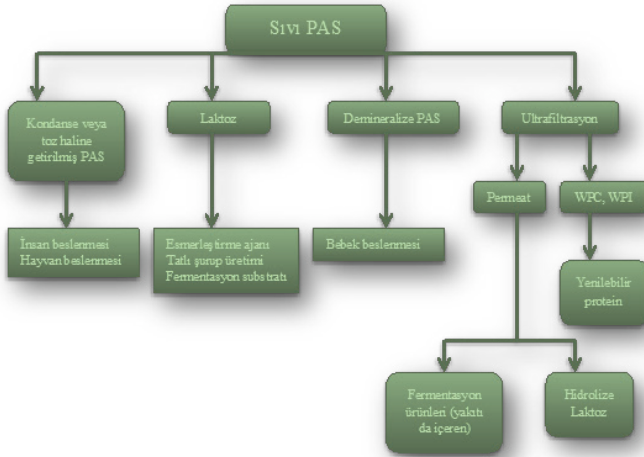 Sıvı PAS
Kondanse veya
toz haline
getirilmiş PAS
Laktoz
Demineralize PAS
Ultrafiltrasyon
Permeat
WPC, WPI
İnsan beslenmesi
Hayvan beslenmesi
Esmerleştirme ajanı
Tatlı şurup üretimi
Fermentasyon substratı
Bebek beslenmesi
Yenilebilir
protein
Fermentasyon
ürünleri (yakıtı
da içeren)
Hidrolize
Laktoz